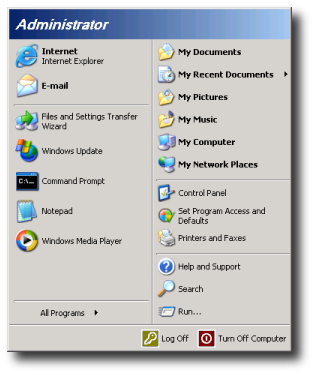 Administrator
Internet
Internet Explorer
E-mail
Files and Settings Transfer
Wizard
Windows Update
Command Prompt
Notepad
Windows Media Player
All Programs
My Documents
My Recent Documents
My Pictures
My Music
My Computer
My Network Places
Control Panel
Set Program Access and
Defaults
Printers and Faxes
Help and Support
Search
Run...
Log Off
Turn Off Computer